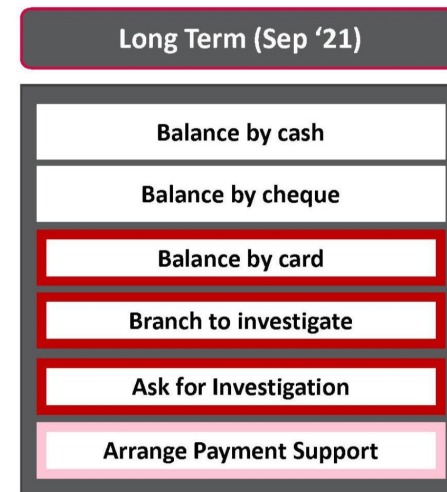 Long Term (Sep ‘21)
Balance by cash
Balance by cheque
Balance by card
Branch to investigate
Ask for Investigation
Arrange Payment Support